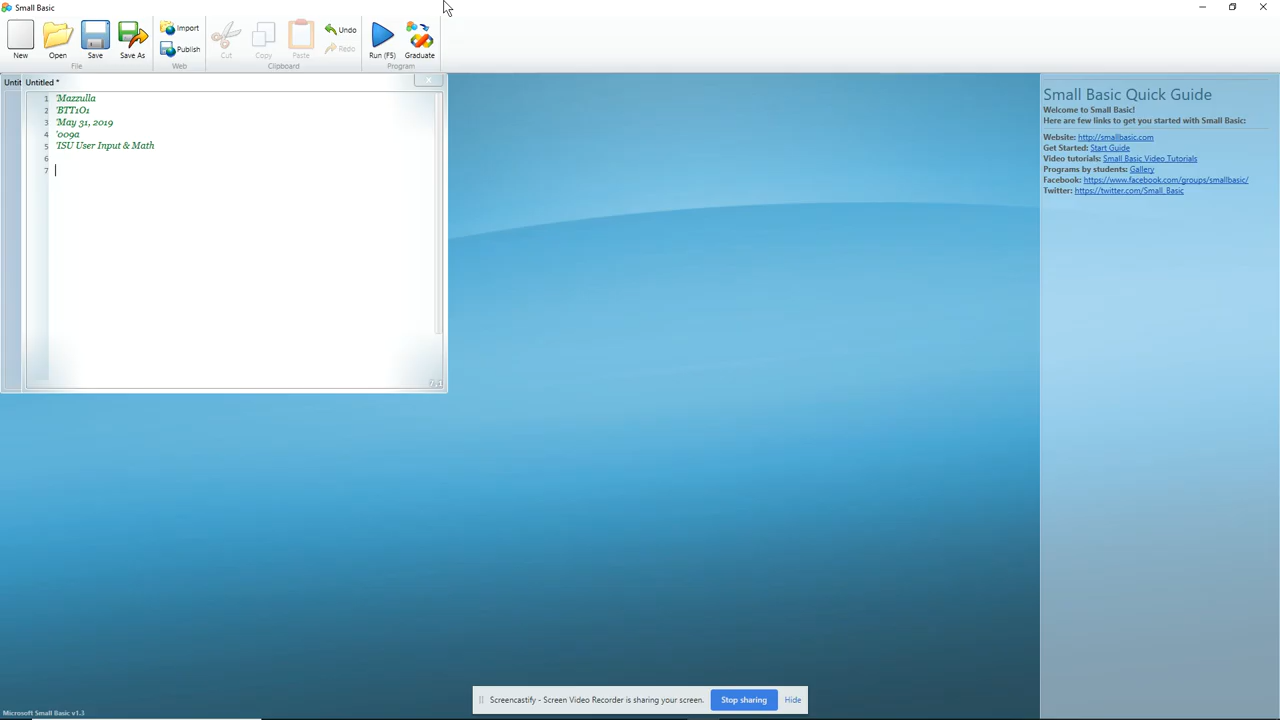 Small Basic
New
Open
Save
Save As
Import
Publish
Cut
Copy
Paste
Undo
Redo
Run (F5)
Graduate
File
Web
Clipboard
Program
Untit
Untitled *
1 'Mazzulla
2 'BTT1O1
3 'May 31, 2019
4 '009a
5 'ISU User Input & Math
6
7
Small Basic Quick Guide
Welcome to Small Basic!
Here are few links to get you started with Small Basic:
Website: http://smallbasic.com
Get Started: Start Guide
Video tutorials: Small Basic Video Tutorials
Programs by students: Gallery
Facebook: https://www.facebook.com/groups/smallbasic/
Twitter: https://twitter.com/Small_Basic
Screencastify - Screen Video Recorder is sharing your screen.
Stop sharing
Hide
Microsoft Small Basic v1.3